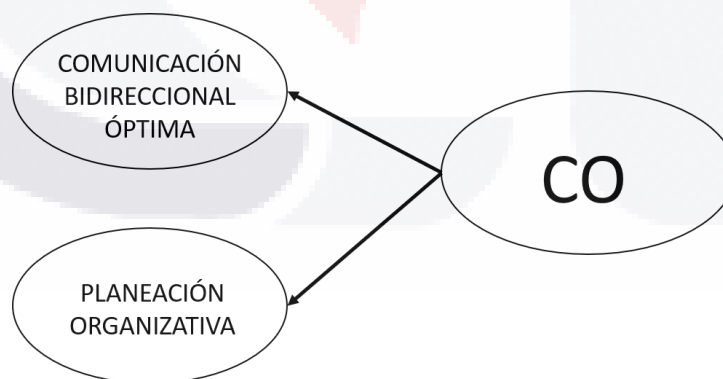 COMUNICACIÓN
BIDIRECCIONAL
ÓPTIMA
CO
PLANEACIÓN
ORGANIZATIVA